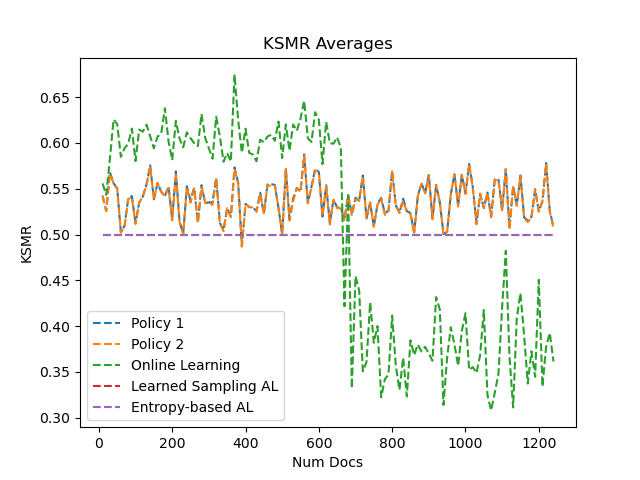 KSMR Averages
KSMR
0.65
0.60
0.55
0.50
0.45
0.40
0.35
0.30
Policy 1
Policy 2
Online Learning
Learned Sampling AL
Entropy-based AL
0
200
400
600
800
1000
1200
Num Docs